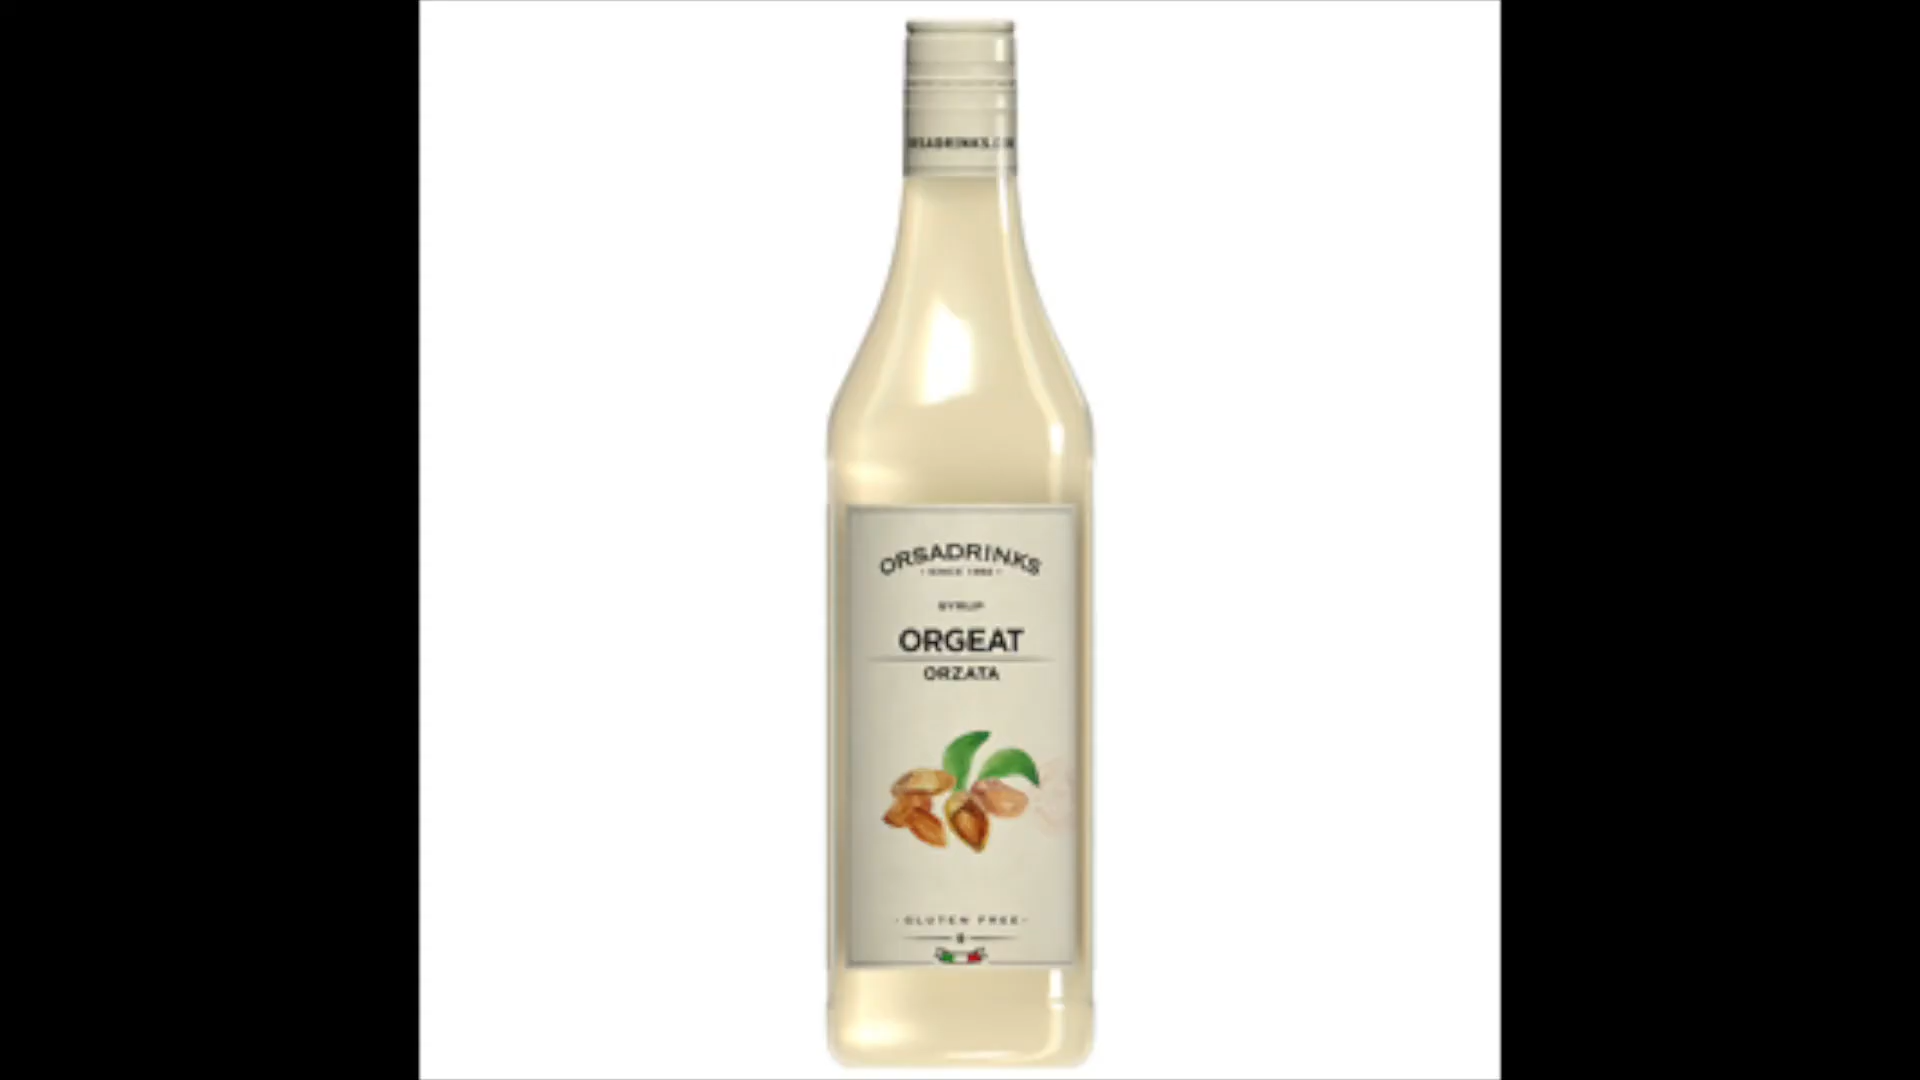 ORSADRINKS
SYRUP
ORGEAT
ORZATA
· GLUTEN FREE ·